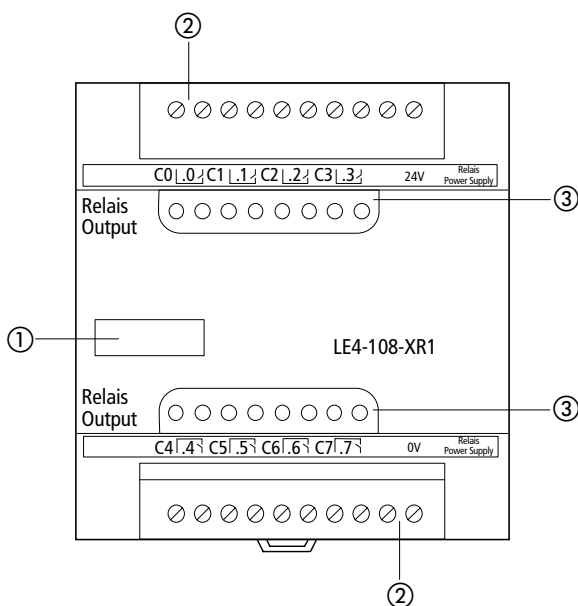 ②
C0 .0 C1 .1 C2 .2 C3 .3 24V Relais
Power Supply
Relais
Output
③
①
LE4-108-XR1
Relais
Output
③
C4 .4 C5 .5 C6 .6 C7 .7 0V Relais
Power Supply
②